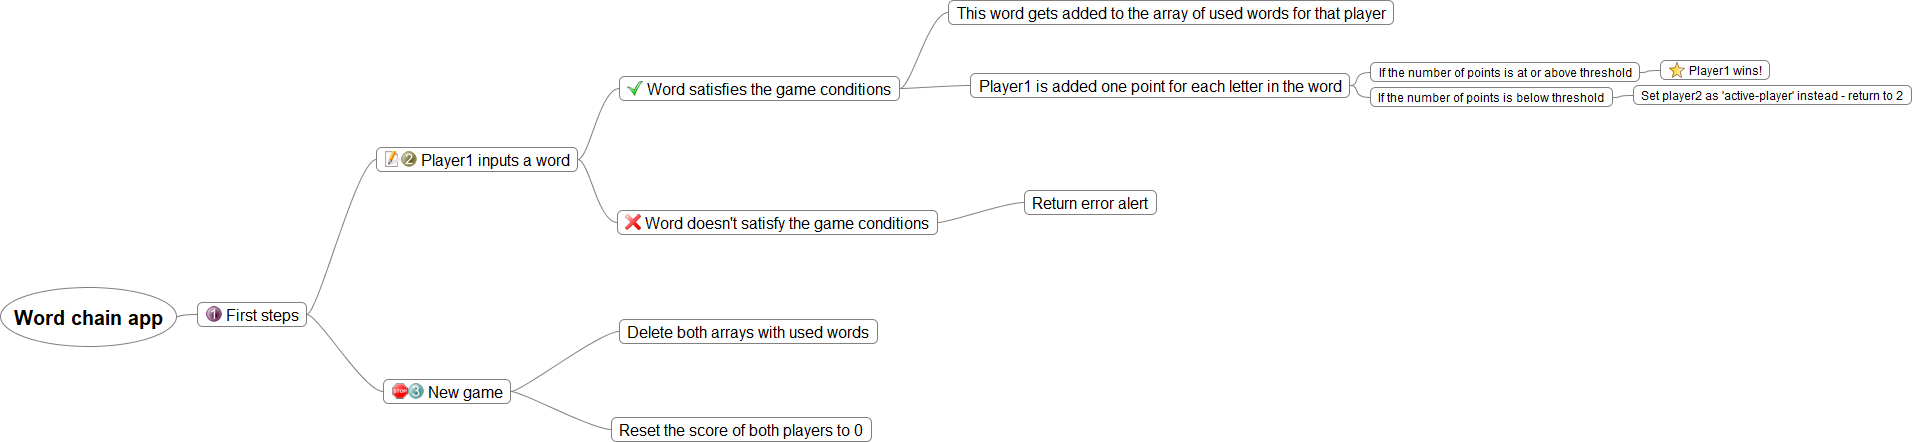 This word gets added to the array of used words for that player
If the number of points is at or above threshold
Player1 wins!
Word satisfies the game conditions
Player1 is added one point for each letter in the word
If the number of points is below threshold
Set player2 as 'active-player' instead - return to 2
2 Player1 inputs a word
Word doesn't satisfy the game conditions
Return error alert
Word chain app
1 First steps
Delete both arrays with used words
STOP 3 New game
Reset the score of both players to 0